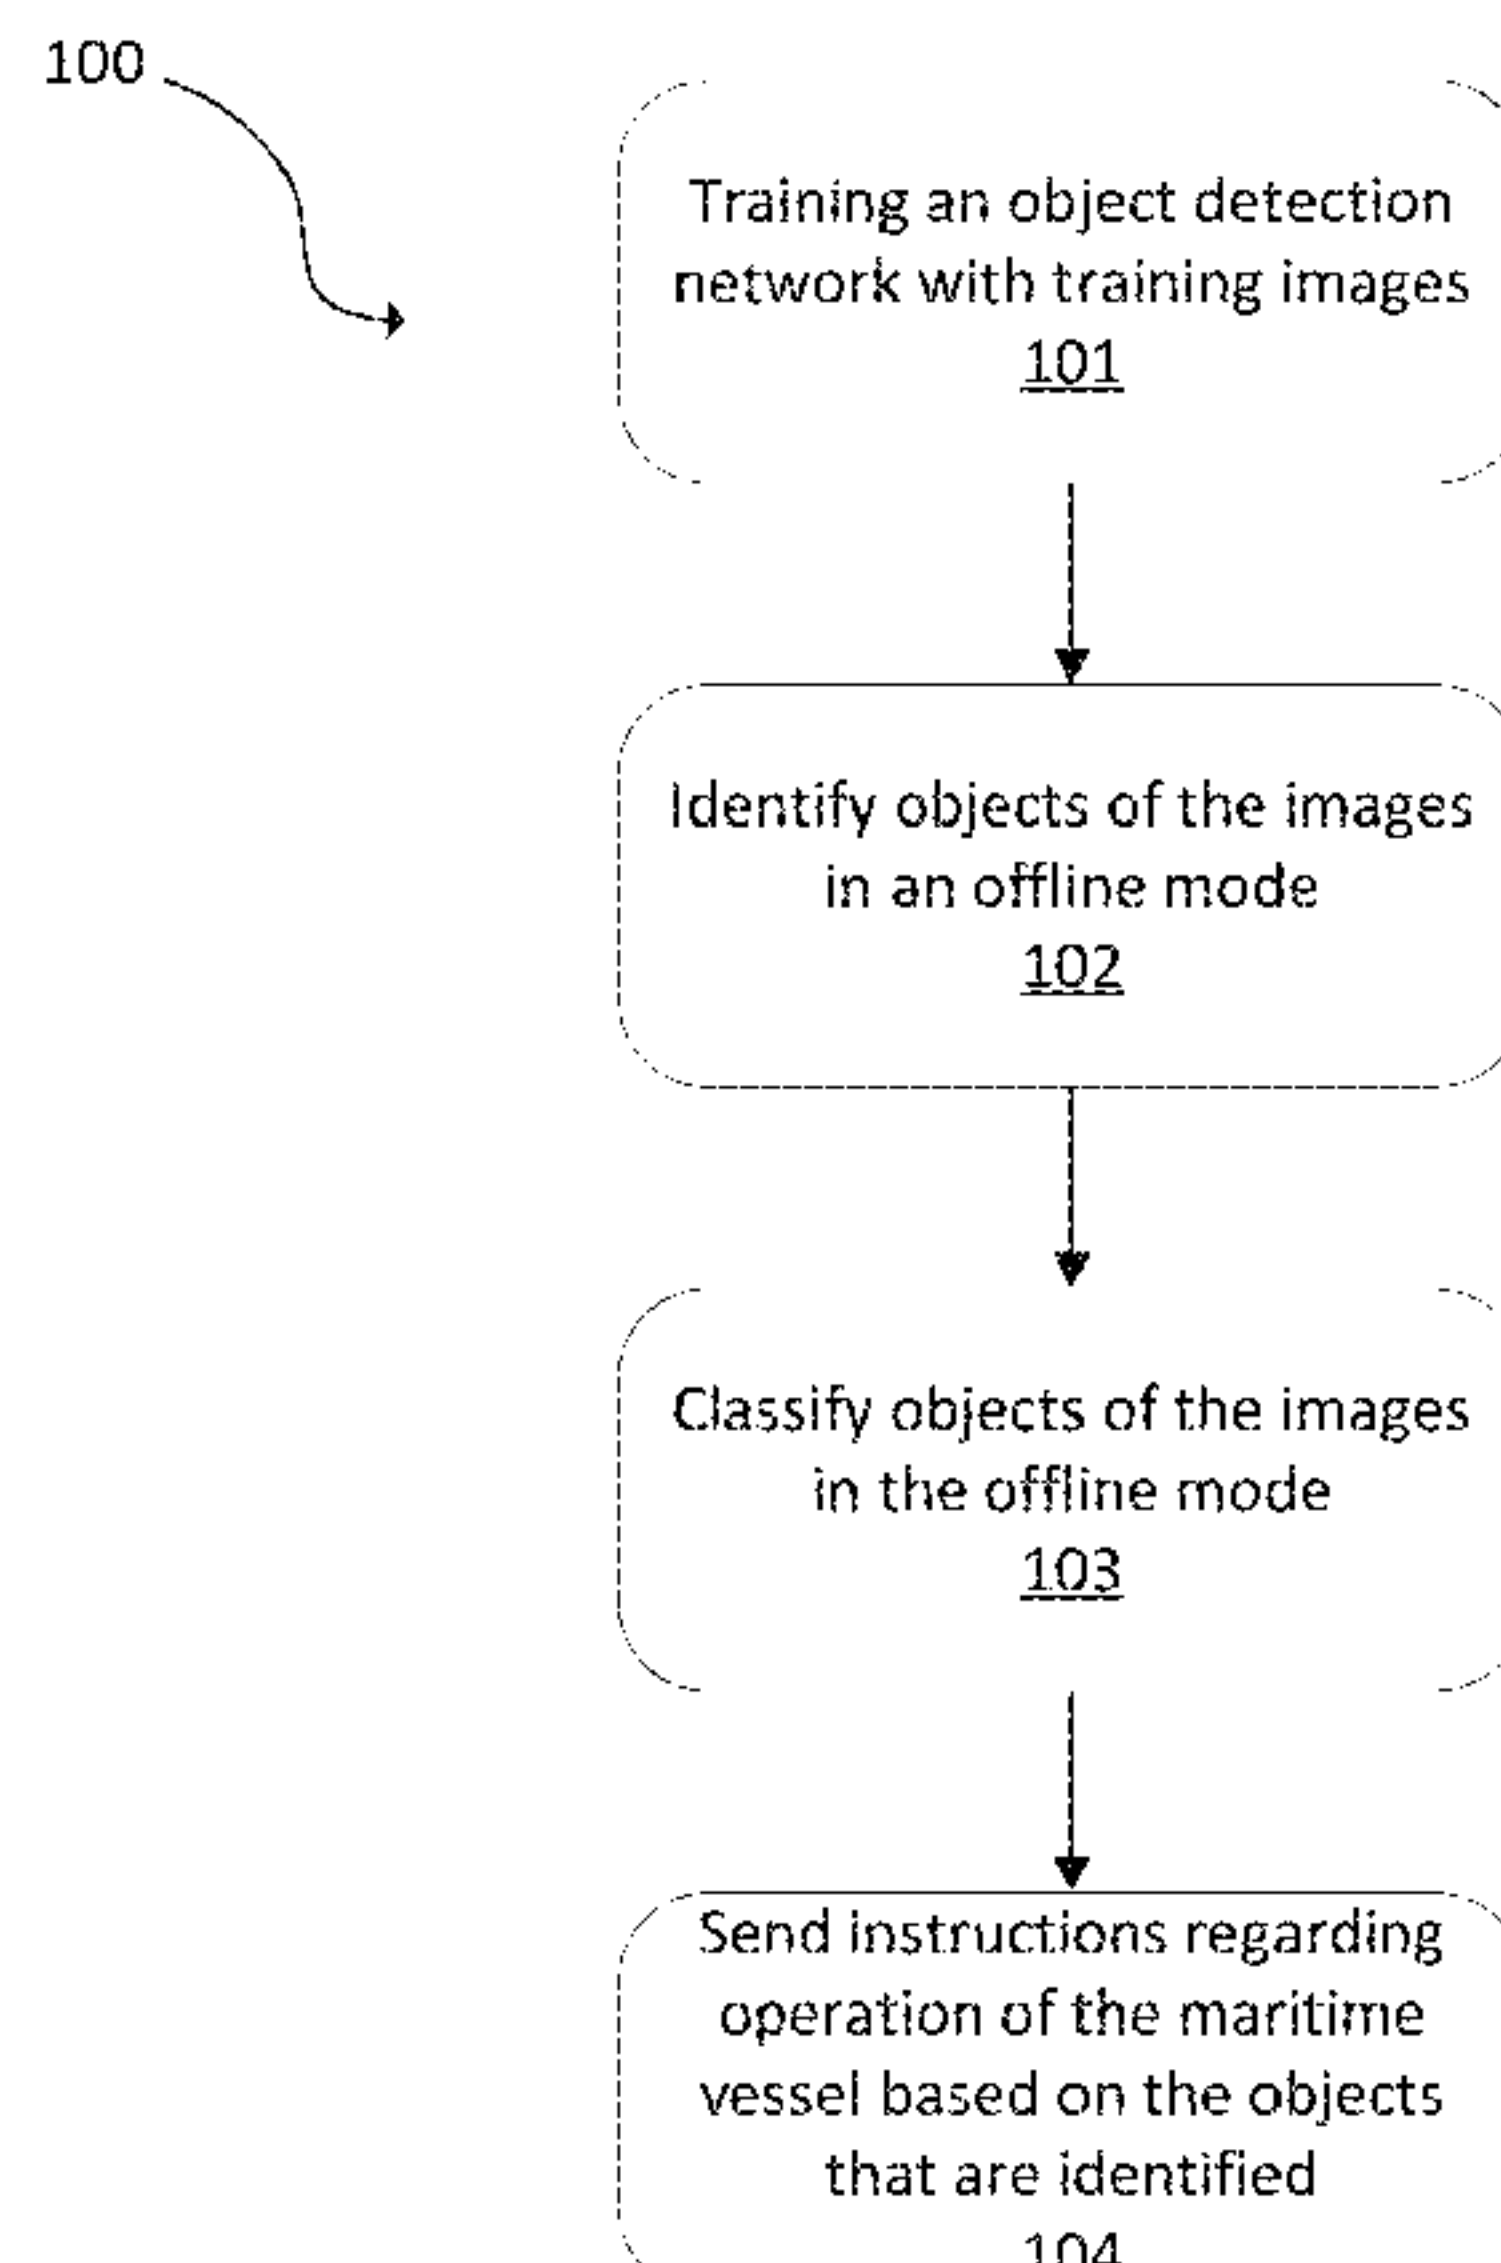 100
Training an object detection
network with training images
101
Identify objects of the images
in an offline mode
102
Classify objects of the images
in the offline mode
103
Send instructions regarding
operation of the maritime
vessel based on the objects
that are identified
104